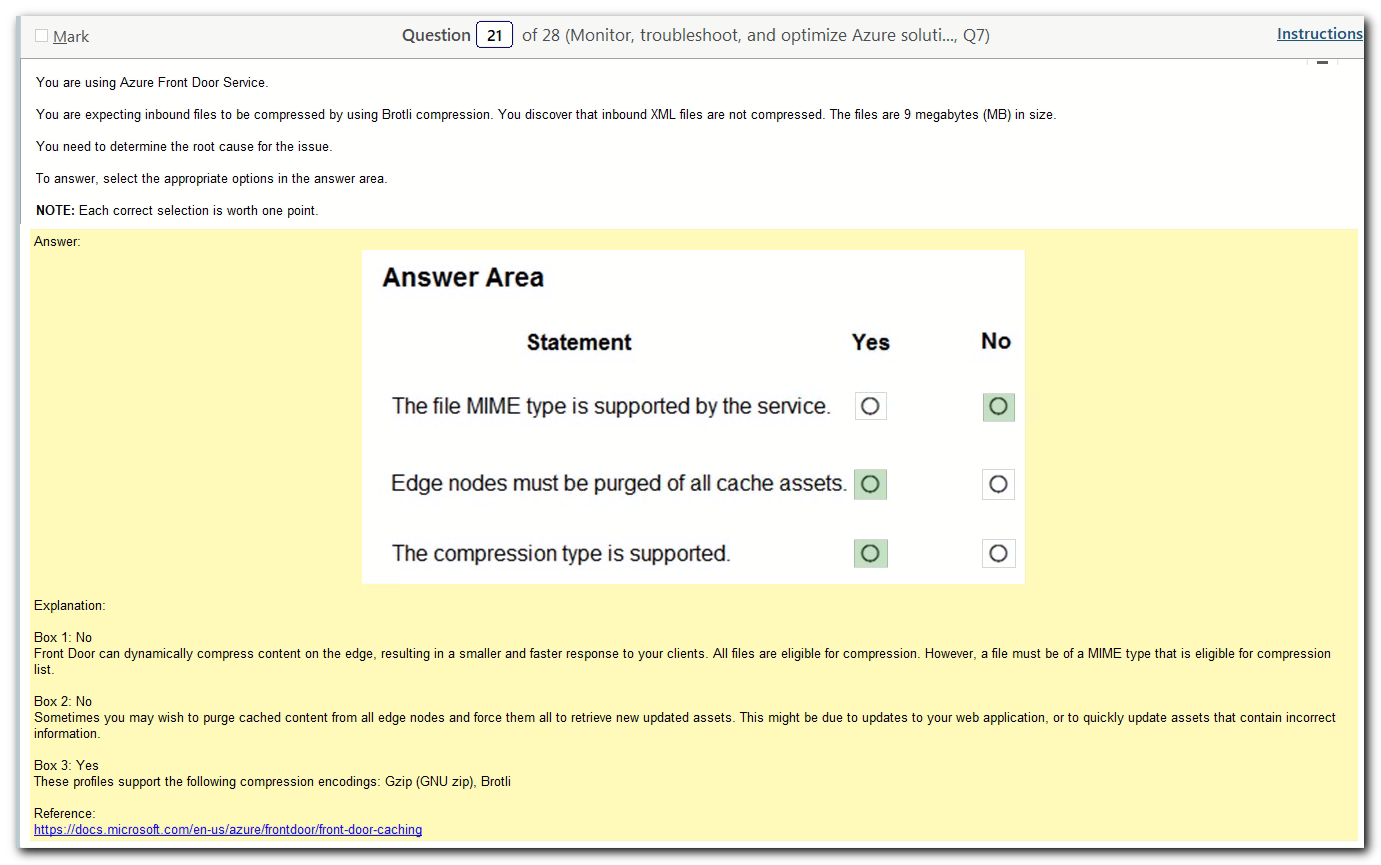 Mark
Question 21 of 28 (Monitor, troubleshoot, and optimize Azure soluti..., Q7)
Instructions
You are using Azure Front Door Service.
You are expecting inbound files to be compressed by using Brotli compression. You discover that inbound XML files are not compressed. The files are 9 megabytes (MB) in size.
You need to determine the root cause for the issue.
To answer, select the appropriate options in the answer area.
NOTE: Each correct selection is worth one point.
Answer:
Answer Area
Statement Yes No
The file MIME type is supported by the service.
Edge nodes must be purged of all cache assets.
The compression type is supported.
Explanation:
Box 1: No
Front Door can dynamically compress content on the edge, resulting in a smaller and faster response to your clients. All files are eligible for compression. However, a file must be of a MIME type that is eligible for compression
list.
Box 2: No
Sometimes you may wish to purge cached content from all edge nodes and force them all to retrieve new updated assets. This might be due to updates to your web application, or to quickly update assets that contain incorrect
information.
Box 3: Yes
These profiles support the following compression encodings: Gzip (GNU zip), Brotli
Reference:
https://docs.microsoft.com/en-us/azure/frontdoor/front-door-caching